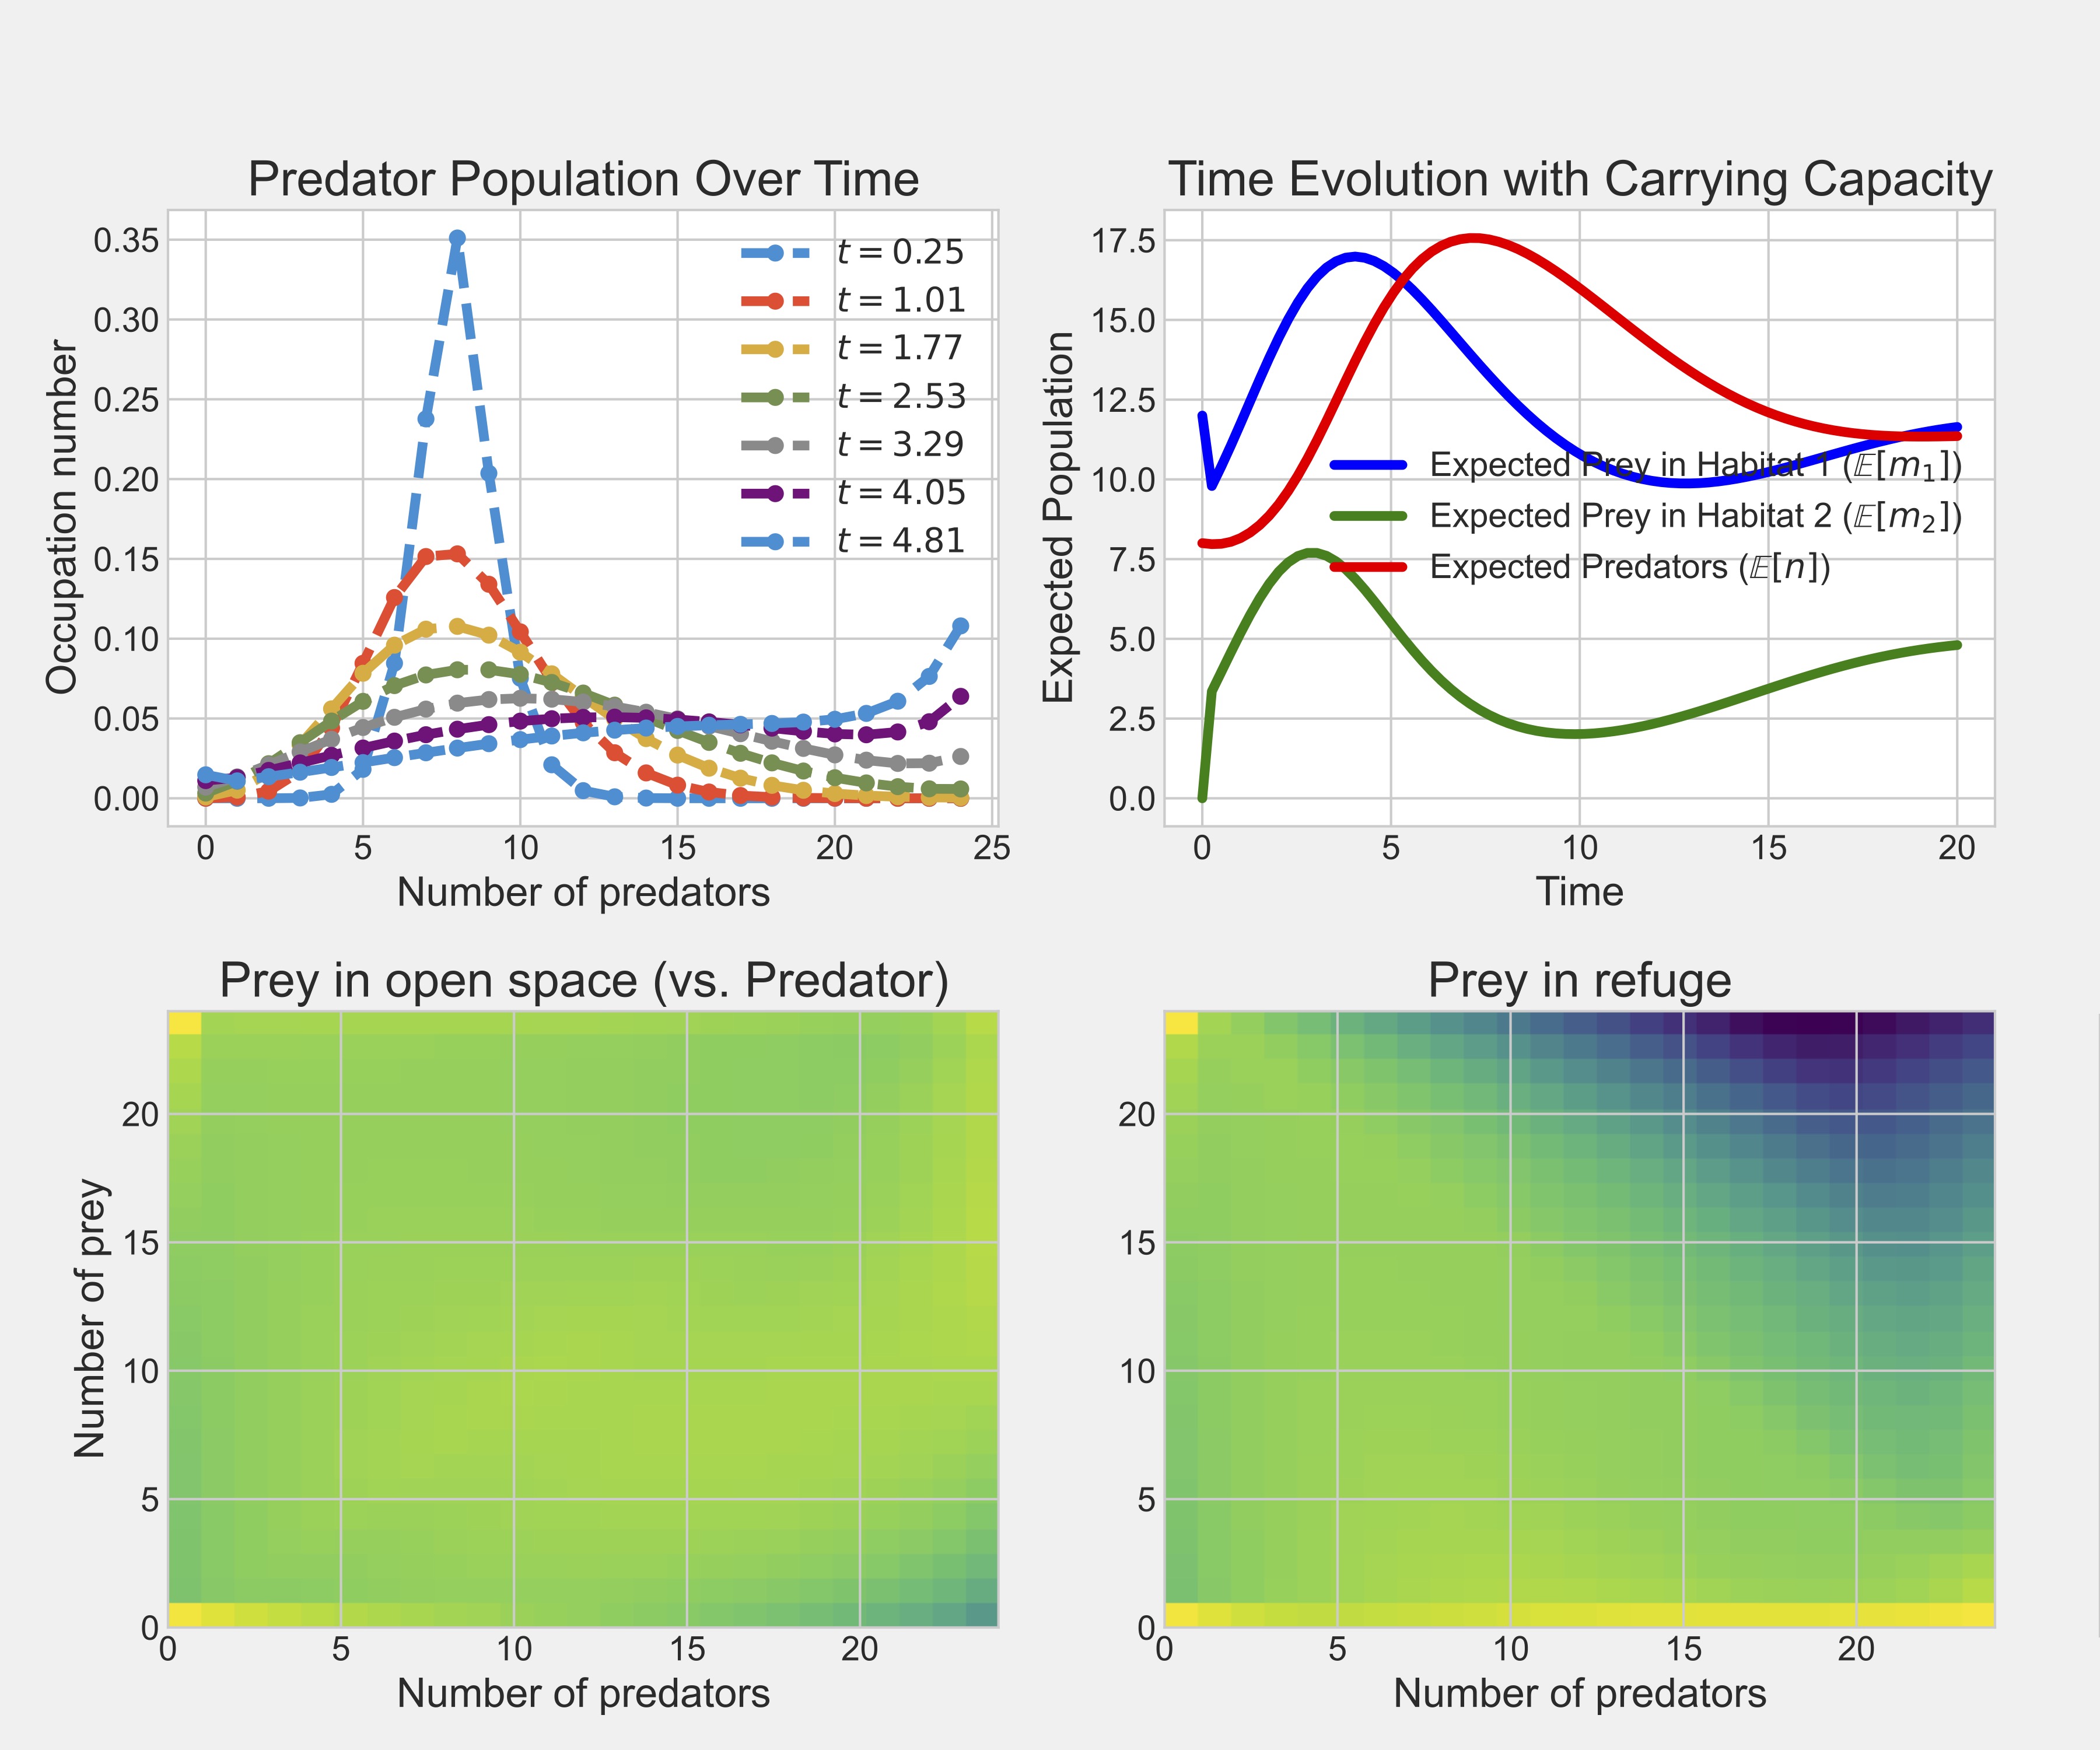 Predator Population Over Time
Occupation number
0.35
0.30
0.25
0.20
0.15
0.10
0.05
0.00
t = 0.25
t = 1.01
t = 1.77
t = 2.53
t = 3.29
t = 4.05
t = 4.81
0 5 10 15 20 25
Number of predators
Time Evolution with Carrying Capacity
Expected Population
17.5
15.0
12.5
10.0
7.5
5.0
2.5
0.0
Expected Prey in Habitat 1 (𝔼[m₁])
Expected Prey in Habitat 2 (𝔼[m₂])
Expected Predators (𝔼[n])
0 5 10 15 20
Time
Prey in open space (vs. Predator)
Number of prey
20
15
10
5
0
0 5 10 15 20
Number of predators
Prey in refuge
20
15
10
5
0
0 5 10 15 20
Number of predators